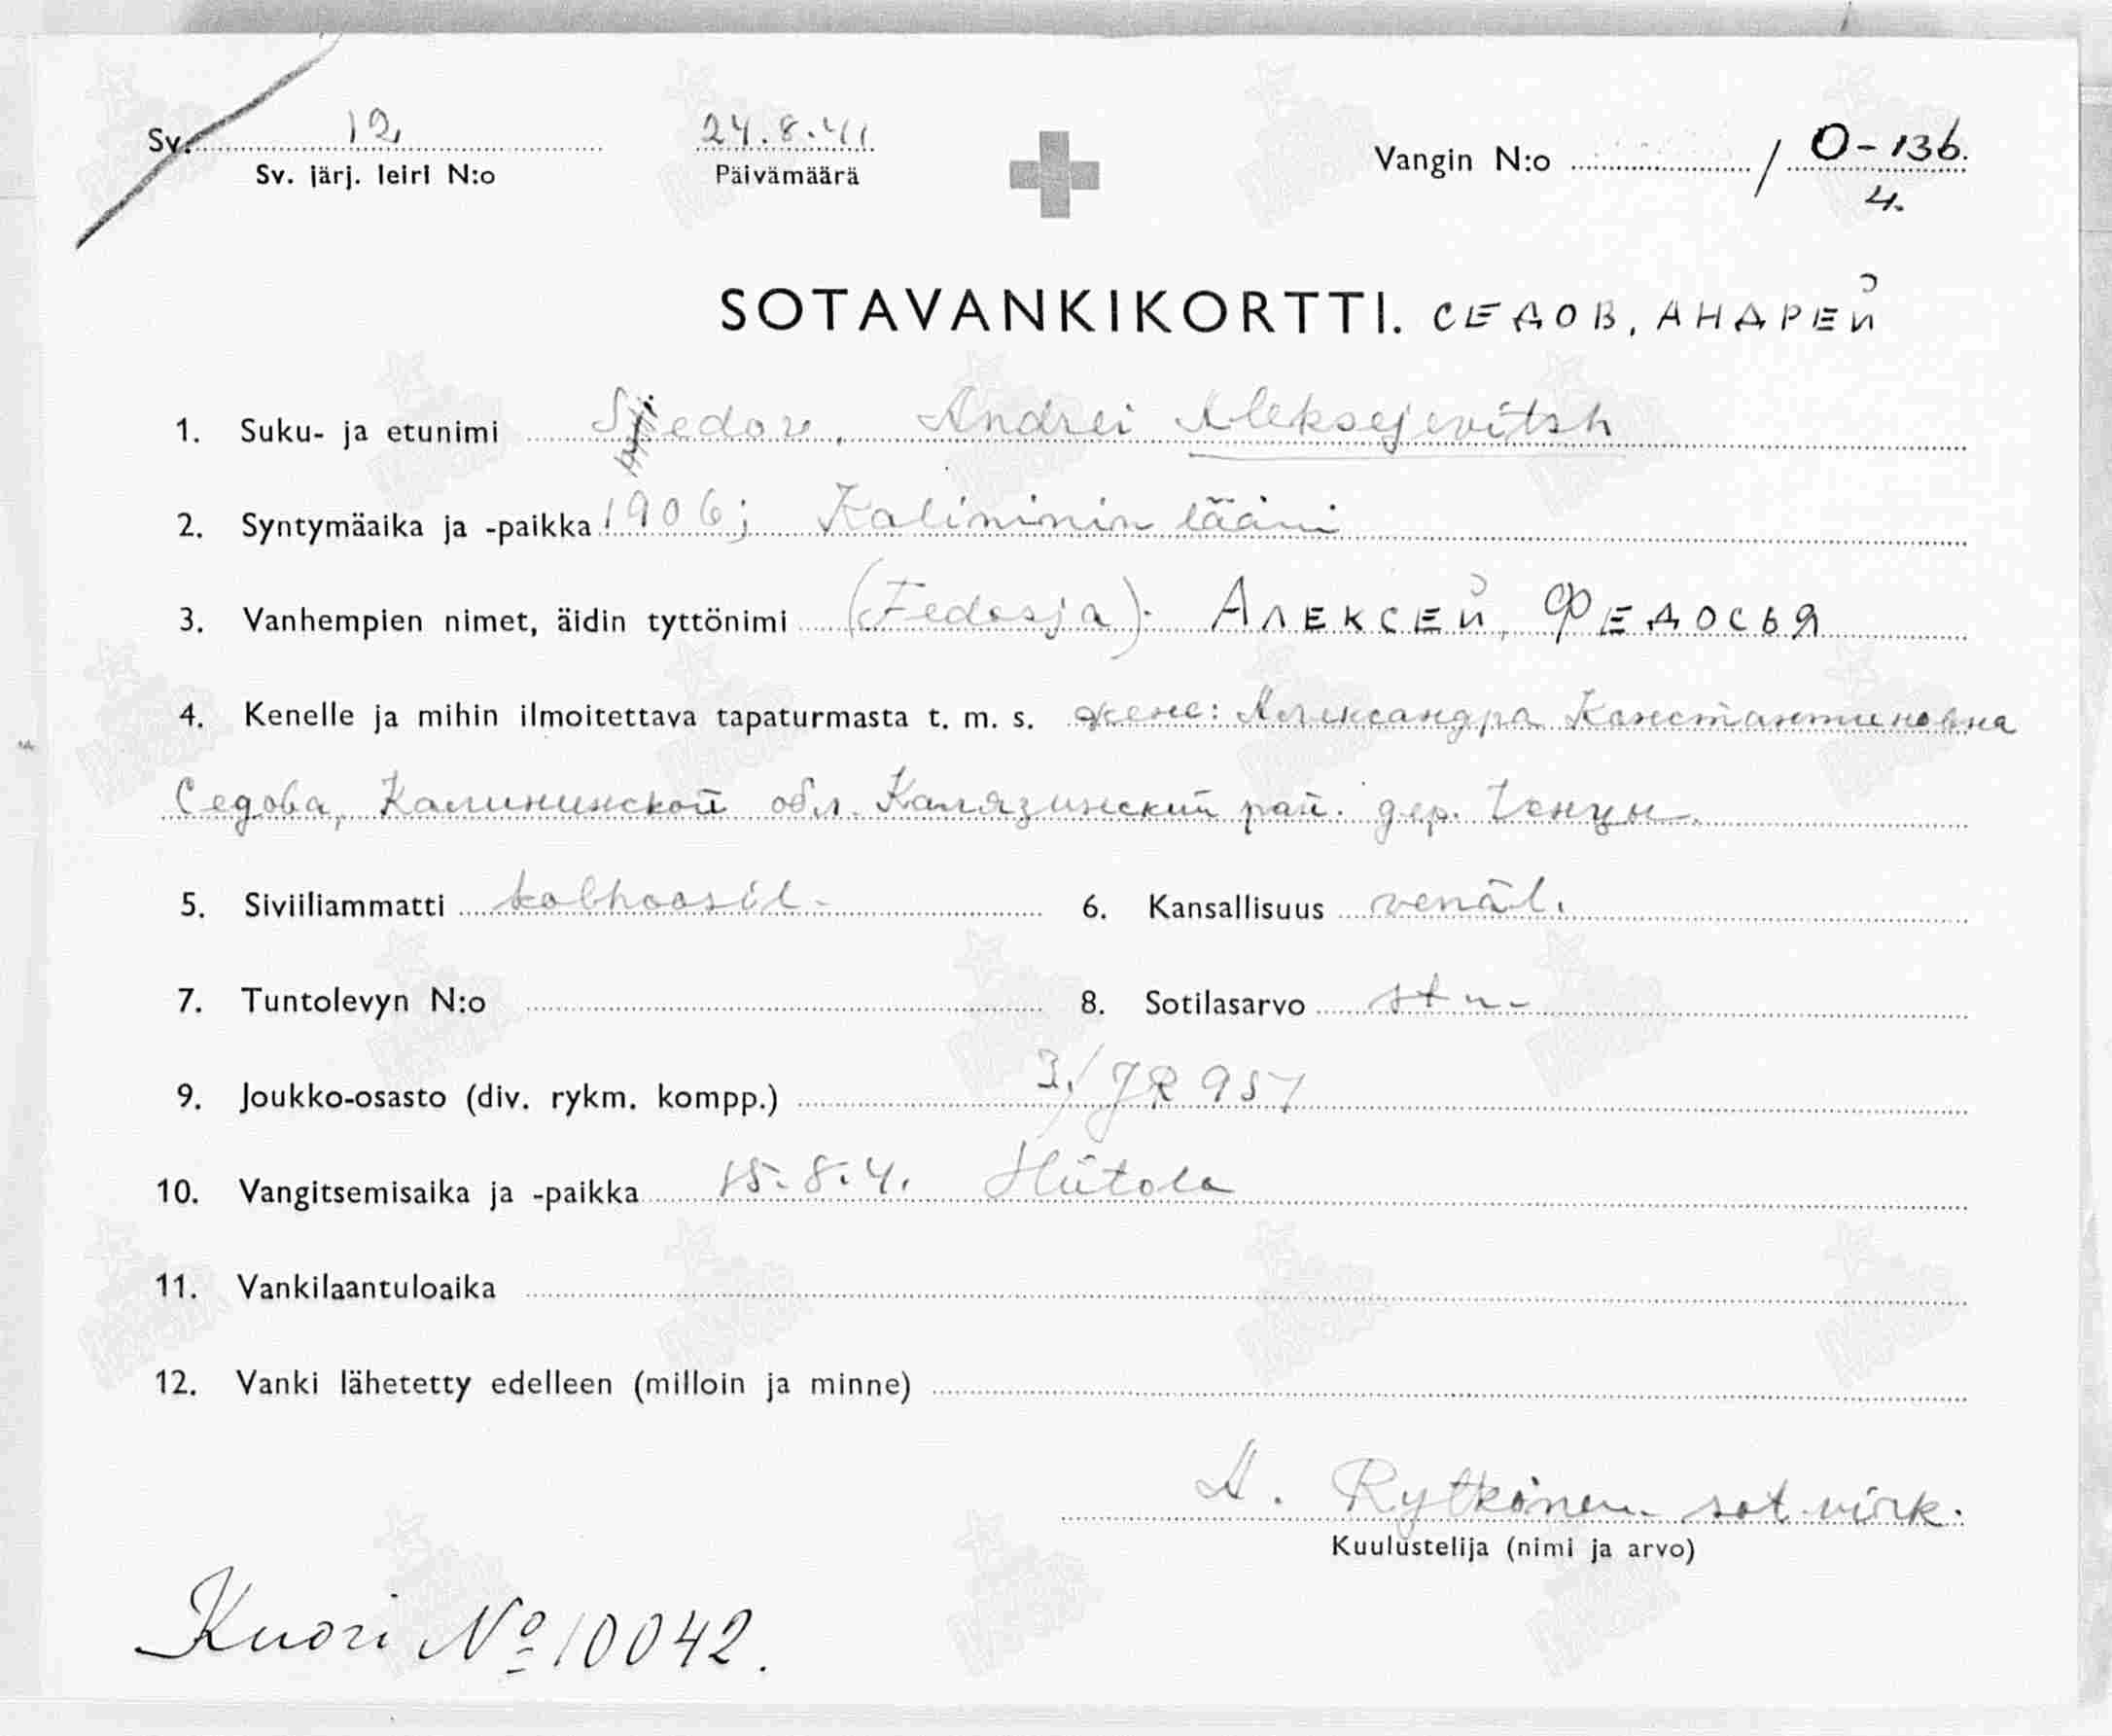 Sv. 12 24.8.41 Vangin N:o / O-136.
Sv. järj. leiri N:o Päivämäärä 4.
SOTAVANKIKORTTI. СЕДОВ, АНДРЕЙ
1. Suku- ja etunimi Sjedov, Andrei Aleksejevitsh
2. Syntymäaika ja -paikka 1906; Kalininin lääni
3. Vanhempien nimet, äidin tyttönimi (Fedosja). АЛЕКСЕЙ, ФЕДОСЬЯ
4. Kenelle ja mihin ilmoitettava tapaturmasta t. m. s. жене: Александра Константиновна
Седова, Калининской обл. Калязинский рай. дер.
5. Siviiliammatti kolhoosil. 6. Kansallisuus venäl.
7. Tuntolevyn N:o 8. Sotilasarvo stm.
9. Joukko-osasto (div. rykm. kompp.) 3./JR 957
10. Vangitsemisaika ja -paikka 15.8.4. Hiitola
11. Vankilaantuloaika
12. Vanki lähetetty edelleen (milloin ja minne)
A. Rytkönen sot.virk.
Kuulustelija (nimi ja arvo)
Kuori № 10042.